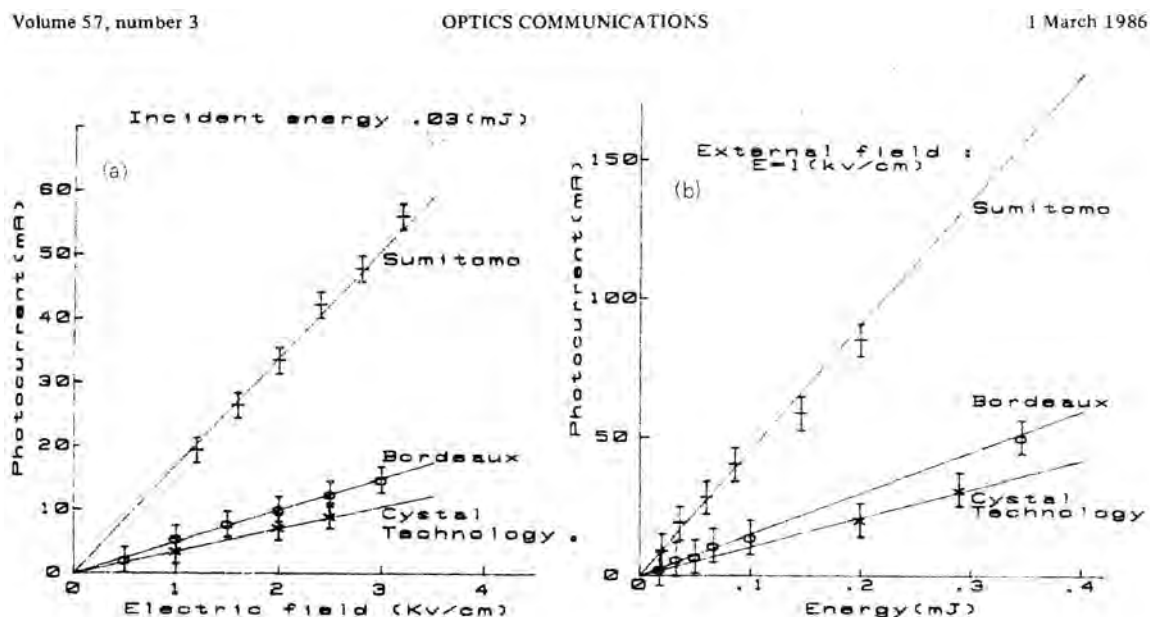 Volume 57, number 3 OPTICS COMMUNICATIONS 1 March 1986
Incident energy .03(mJ)
(a)
Photocurrent(mA)
60
50
40
30
20
10
0
Sumitomo
Bordeaux
Cystal
Technology.
0 1 2 3 4
Electric field (Kv/cm)
External field :
E=1(kv/cm)
(b)
Photocurrent(mA)
150
100
50
0
Sumitomo
Bordeaux
Cystal
Technology
0 .1 .2 .3 .4
Energy(mJ)